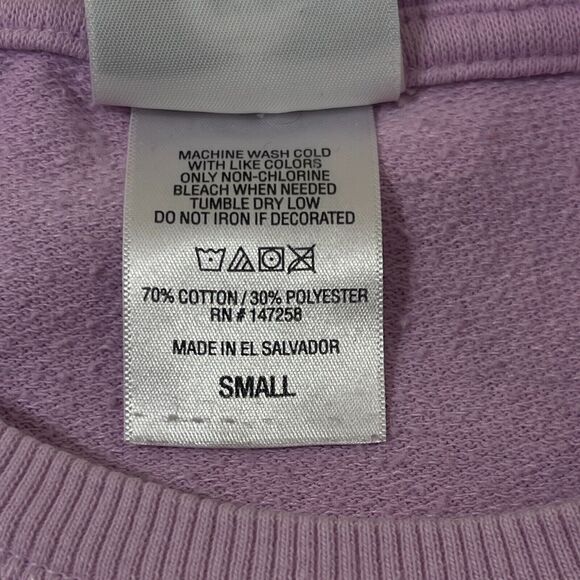 MACHINE WASH COLD
WITH LIKE COLORS
ONLY NON-CHLORINE
BLEACH WHEN NEEDED
TUMBLE DRY LOW
DO NOT IRON IF DECORATED
70% COTTON / 30% POLYESTER
RN # 147258
MADE IN EL SALVADOR
SMALL